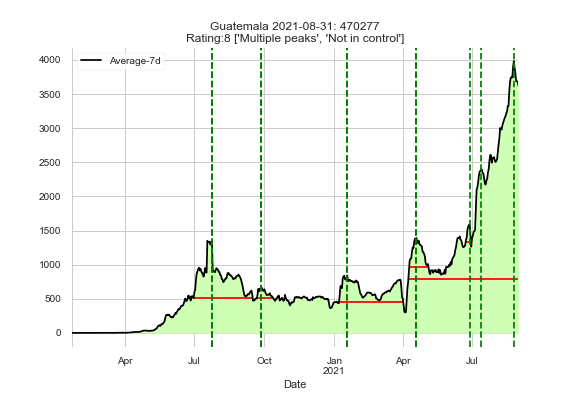 Guatemala 2021-08-31: 470277
Rating:8 ['Multiple peaks', 'Not in control']
Average-7d
4000
3500
3000
2500
2000
1500
1000
500
0
Apr Jul Oct Jan Apr Jul
2021
Date